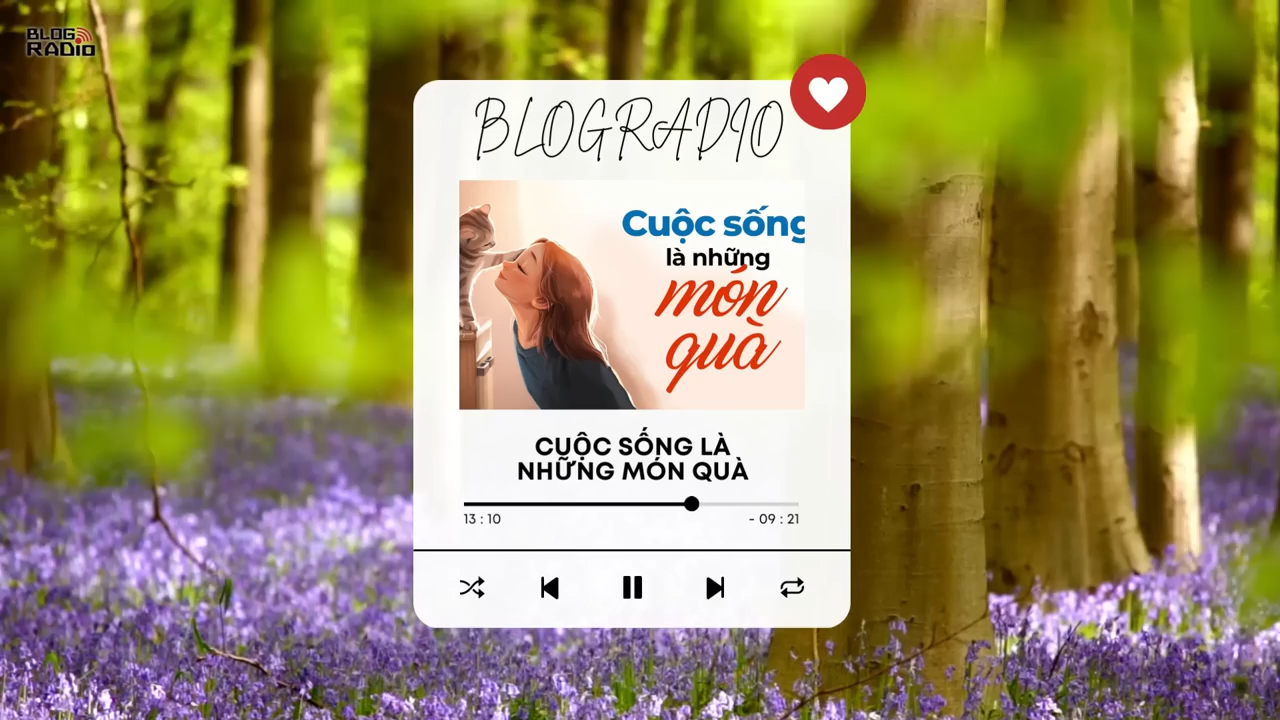 BLOG
RADIO
BLOGRADIO
Cuộc sống
là những
món
quà
CUỘC SỐNG LÀ
NHỮNG MÓN QUÀ
13 : 10
- 09 : 21